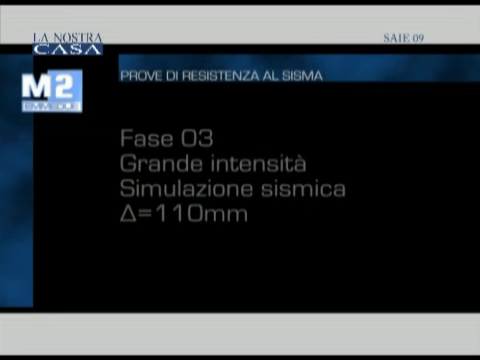 LA NOSTRA
CASA
SAIE 09
M2
EMMEDUE
PROVE DI RESISTENZA AL SISMA
Fase 03
Grande intensità
Simulazione sismica
Δ=110mm